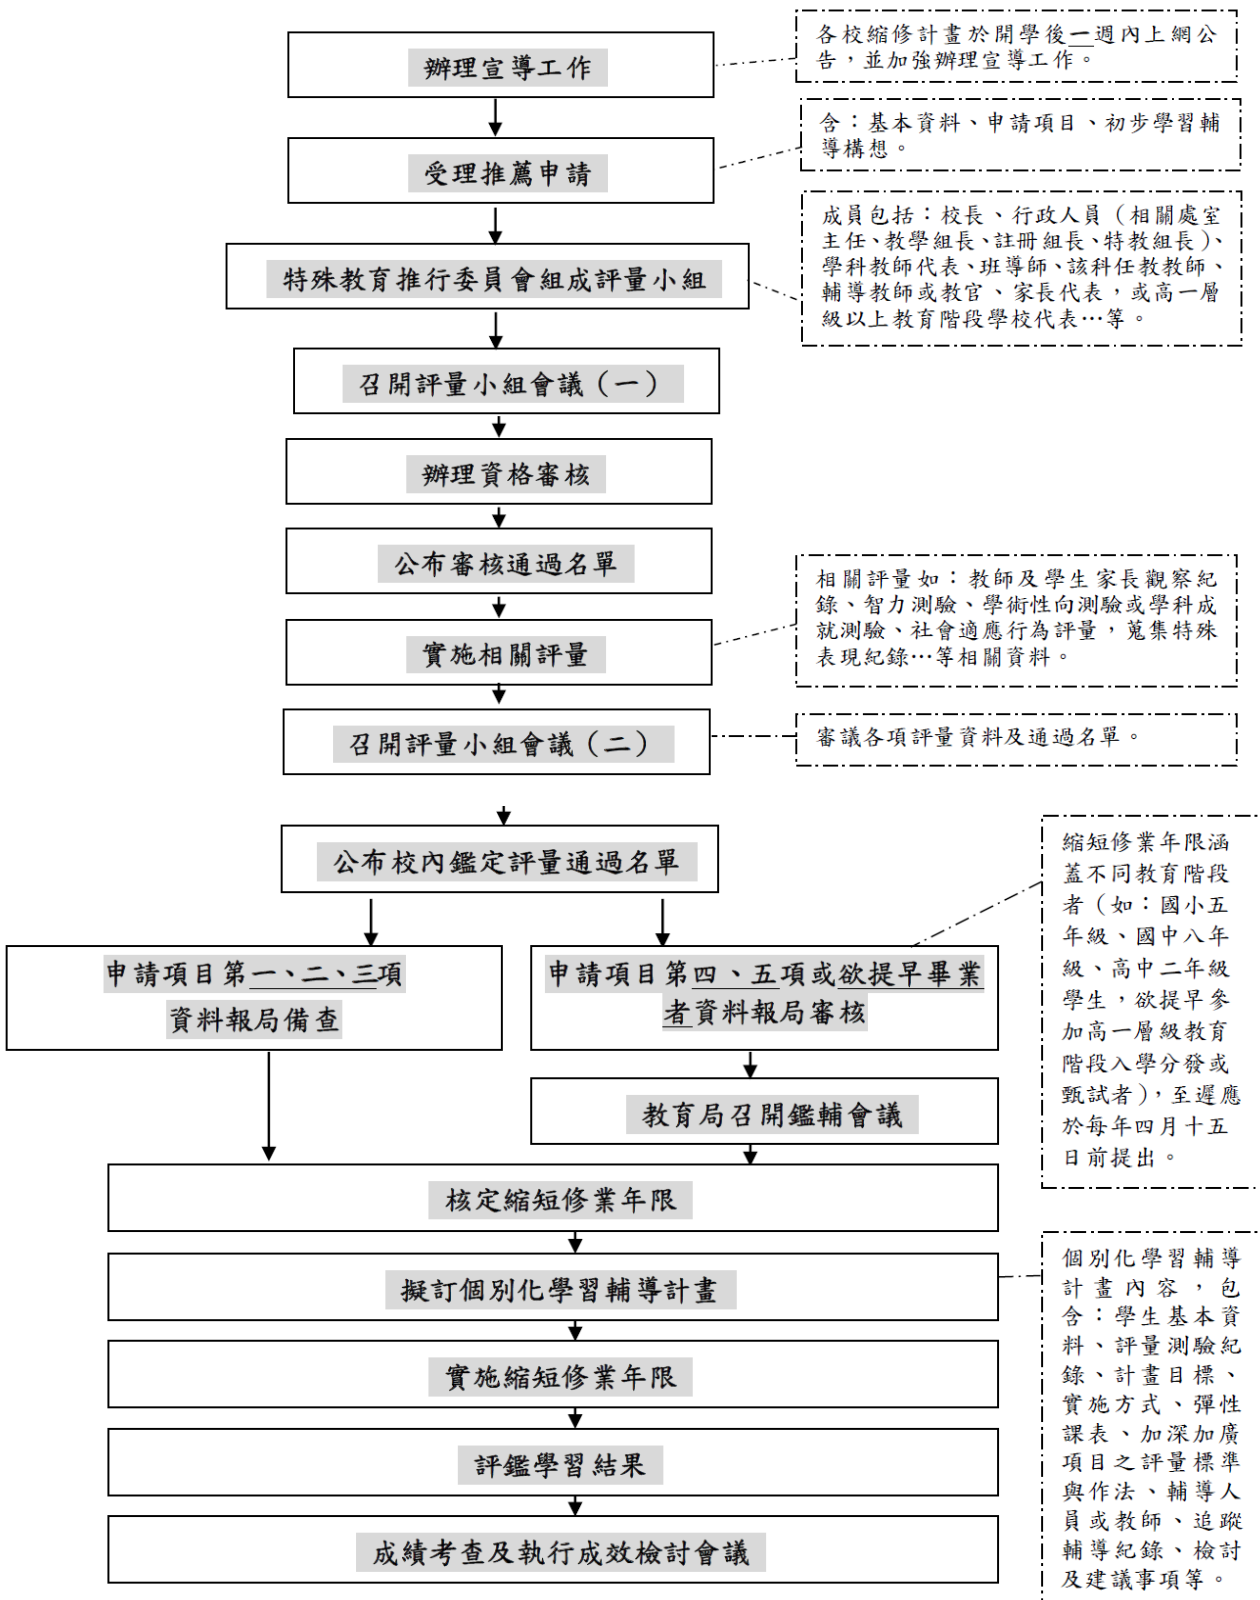 辦理宣導工作
各校縮修計畫於開學後一週內上網公
告，並加強辦理宣導工作。
受理推薦申請
含：基本資料、申請項目、初步學習輔
導構想。
特殊教育推行委員會組成評量小組
成員包括：校長、行政人員（相關處室
主任、教學組長、註冊組長、特教組長）、
學科教師代表、班導師、該科任教教師、
輔導教師或教官、家長代表，或高一層
級以上教育階段學校代表…等。
召開評量小組會議（一）
辦理資格審核
公布審核通過名單
實施相關評量
相關評量如：教師及學生家長觀察紀
錄、智力測驗、學術性向測驗或學科成
就測驗、社會適應行為評量，蒐集特殊
表現紀錄…等相關資料。
召開評量小組會議（二）
審議各項評量資料及通過名單。
公布校內鑑定評量通過名單
申請項目第一、二、三項
資料報局備查
申請項目第四、五項或欲提早畢業
者資料報局審核
縮短修業年限涵
蓋不同教育階段
者（如：國小五
年級、國中八年
級、高中二年級
學生，欲提早參
加高一層級教育
階段入學分發或
甄試者），至遲應
於每年四月十五
日前提出。
教育局召開鑑輔會議
核定縮短修業年限
擬訂個別化學習輔導計畫
個別化學習輔導
計畫內容，包
含：學生基本資
料、評量測驗紀
錄、計畫目標、
實施方式、彈性
課表、加深加廣
項目之評量標準
與作法、輔導人
員或教師、追蹤
輔導紀錄、檢討
及建議事項等。
實施縮短修業年限
評鑑學習結果
成績考查及執行成效檢討會議